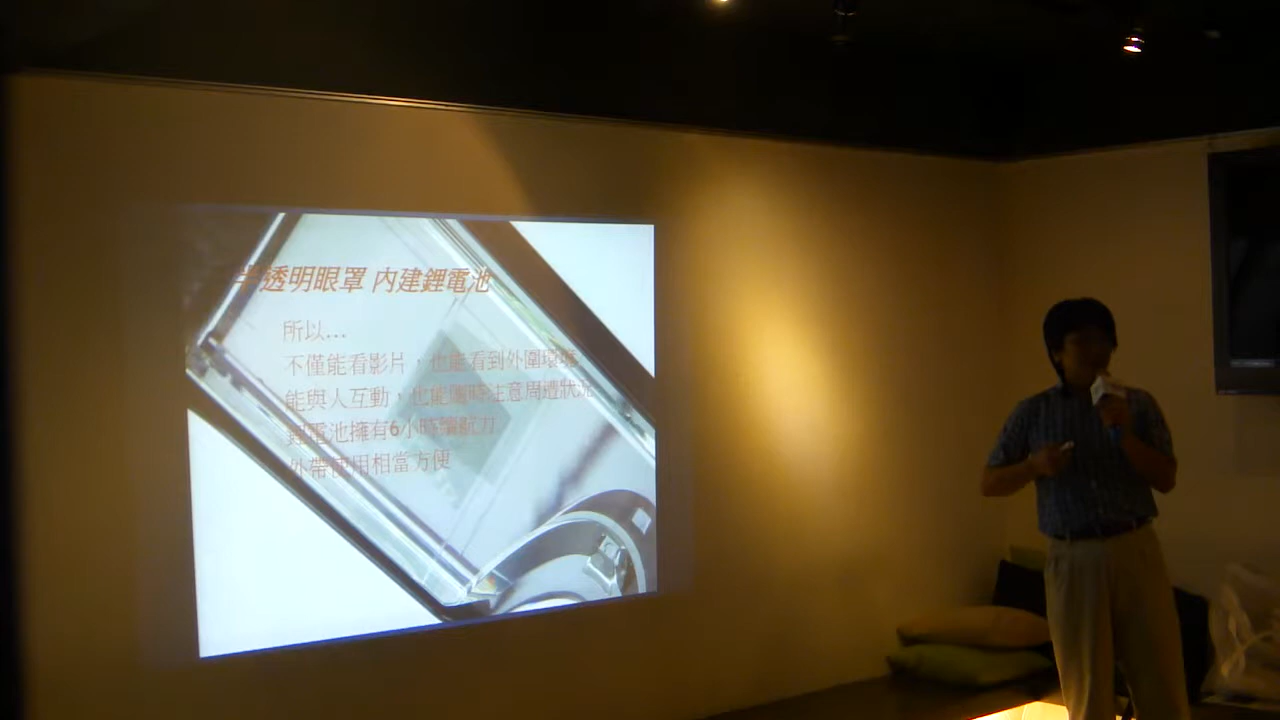 半透明眼罩 內建鋰電池
所以...
不僅能看影片，也能看到外圍環境
能與人互動，也能隨時注意周遭狀況
鋰電池擁有6小時續航力
外帶使用相當方便